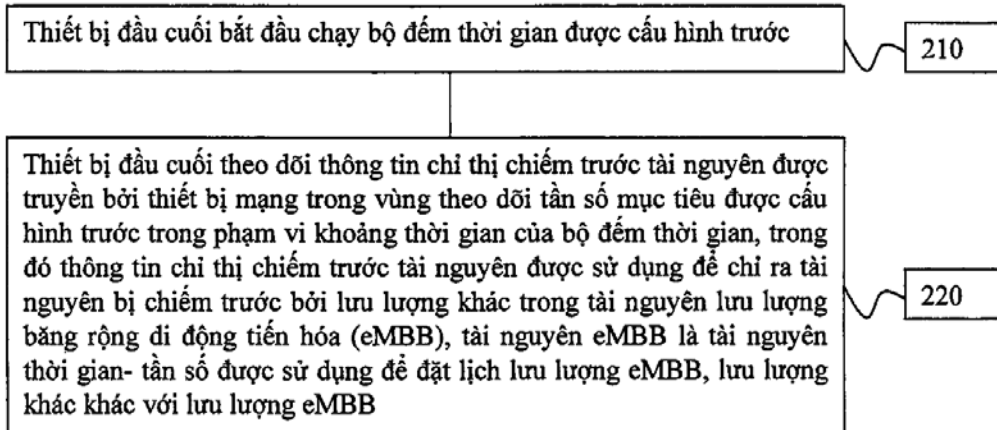 Thiết bị đầu cuối bắt đầu chạy bộ đếm thời gian được cấu hình trước
210
Thiết bị đầu cuối theo dõi thông tin chỉ thị chiếm trước tài nguyên được
truyền bởi thiết bị mạng trong vùng theo dõi tần số mục tiêu được cấu
hình trước trong phạm vi khoảng thời gian của bộ đếm thời gian, trong
đó thông tin chỉ thị chiếm trước tài nguyên được sử dụng để chỉ ra tài
nguyên bị chiếm trước bởi lưu lượng khác trong tài nguyên lưu lượng
băng rộng di động tiến hóa (eMBB), tài nguyên eMBB là tài nguyên
thời gian- tần số được sử dụng để đặt lịch lưu lượng eMBB, lưu lượng
khác khác với lưu lượng eMBB
220